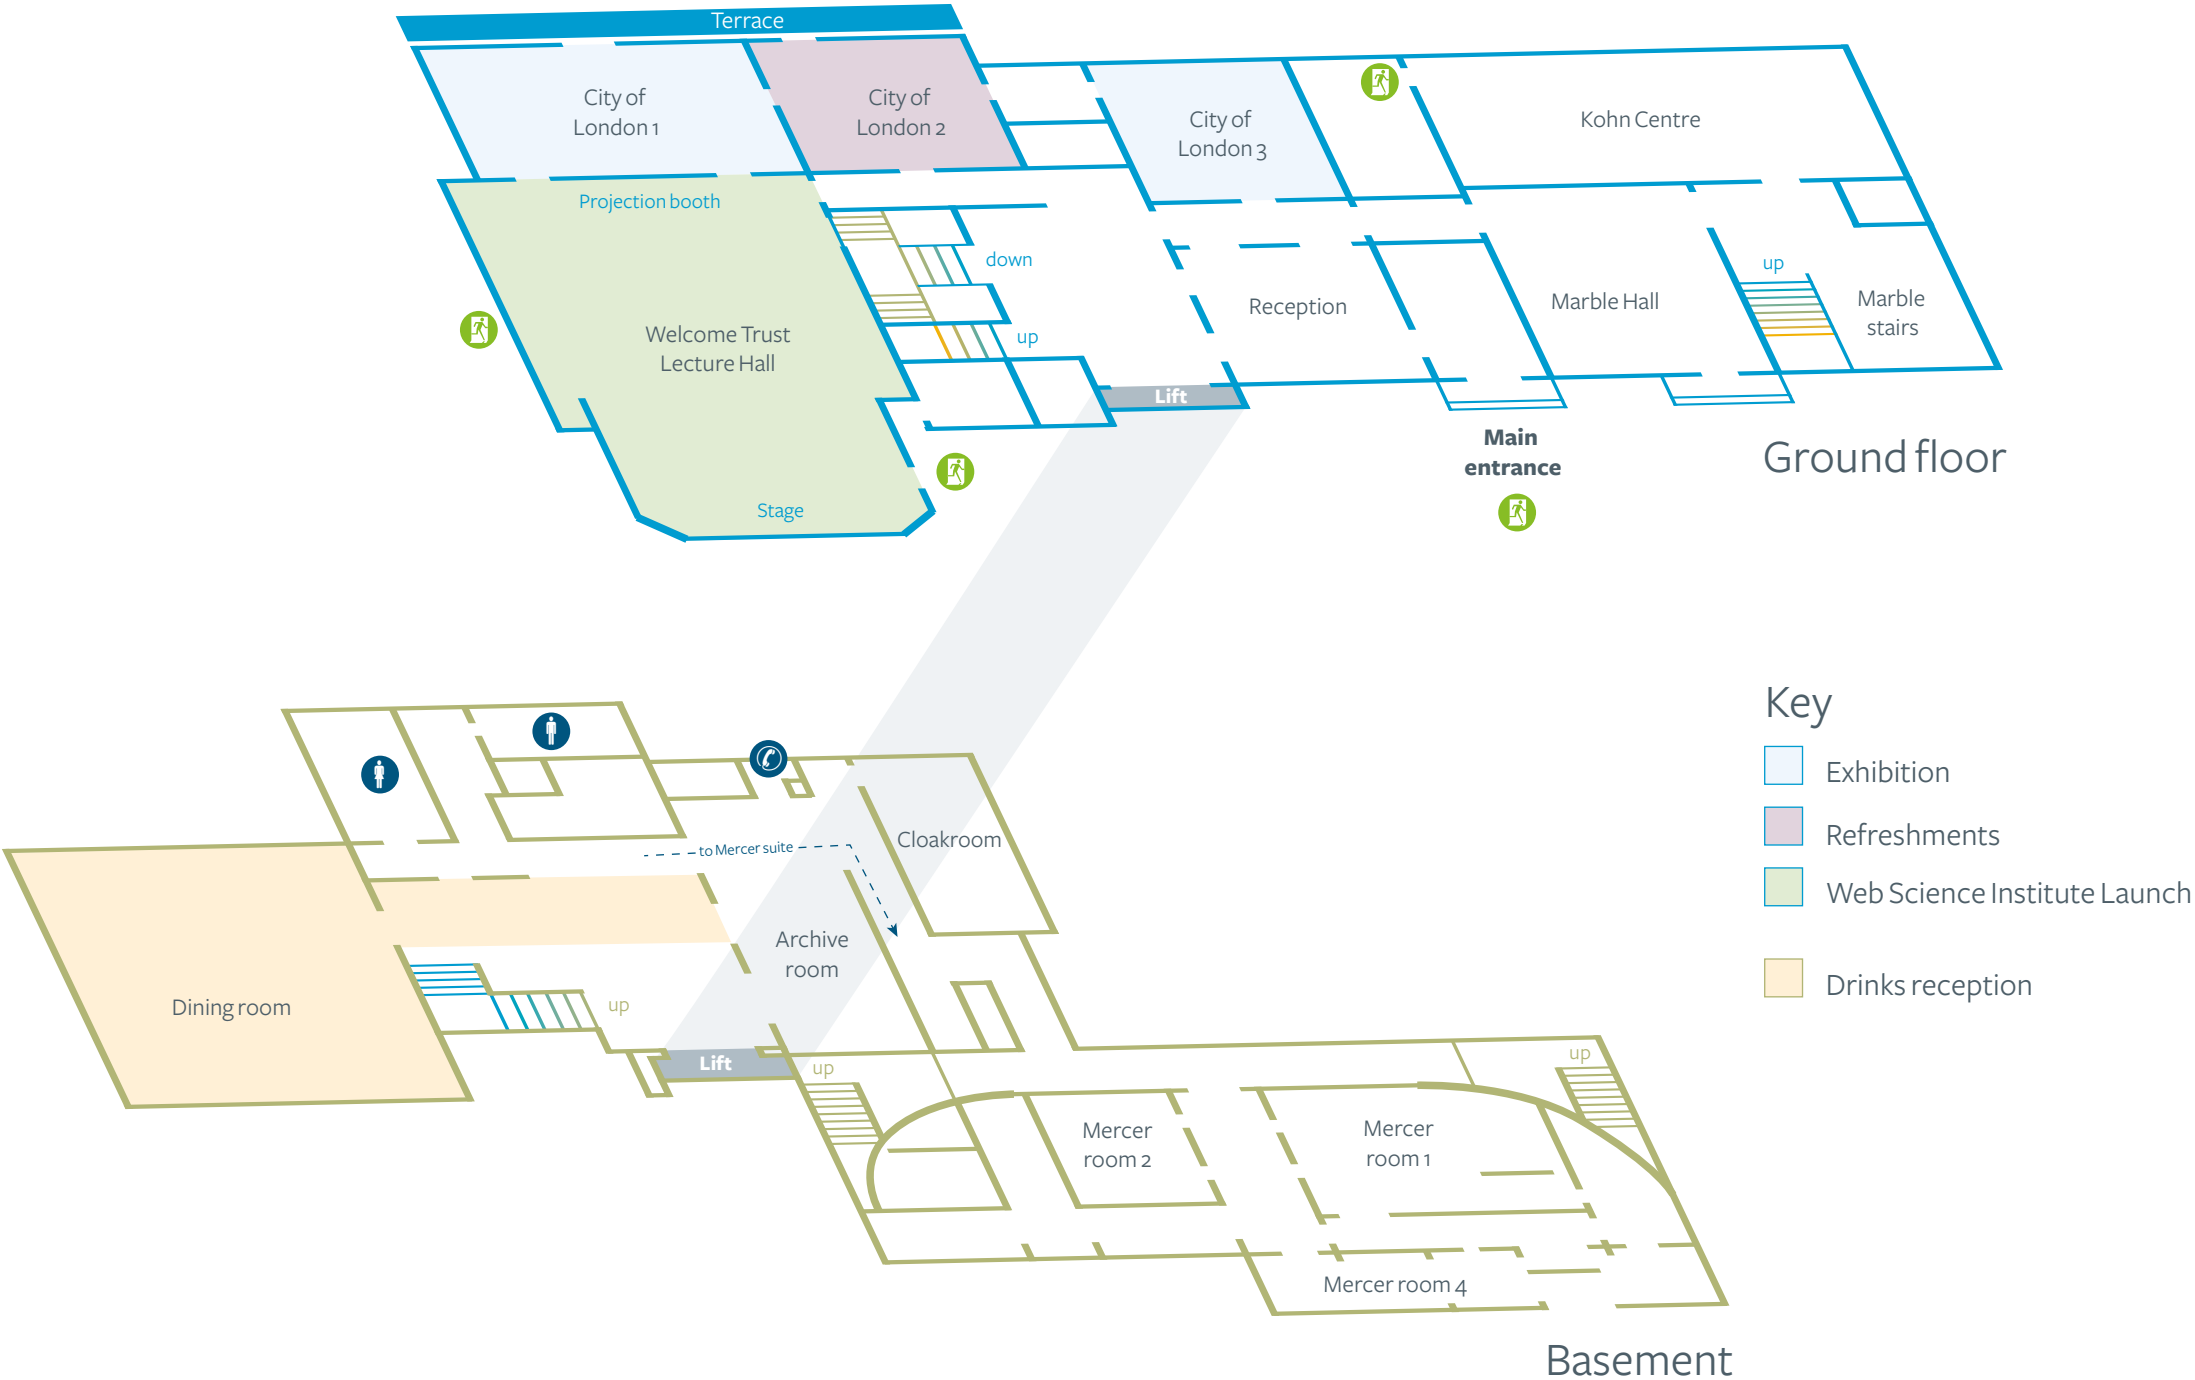 Terrace
City of
London 1
City of
London 2
City of
London 3
Kohn Centre
Projection booth
down
up
Welcome Trust
Lecture Hall
Stage
Reception
Marble Hall
up
Marble
stairs
Lift
Main
entrance
Ground floor
Key
Exhibition
Refreshments
Web Science Institute Launch
Drinks reception
to Mercer suite
Cloakroom
Archive
room
Dining room
up
Lift
up
up
Mercer
room 2
Mercer
room 1
Mercer room 4
Basement